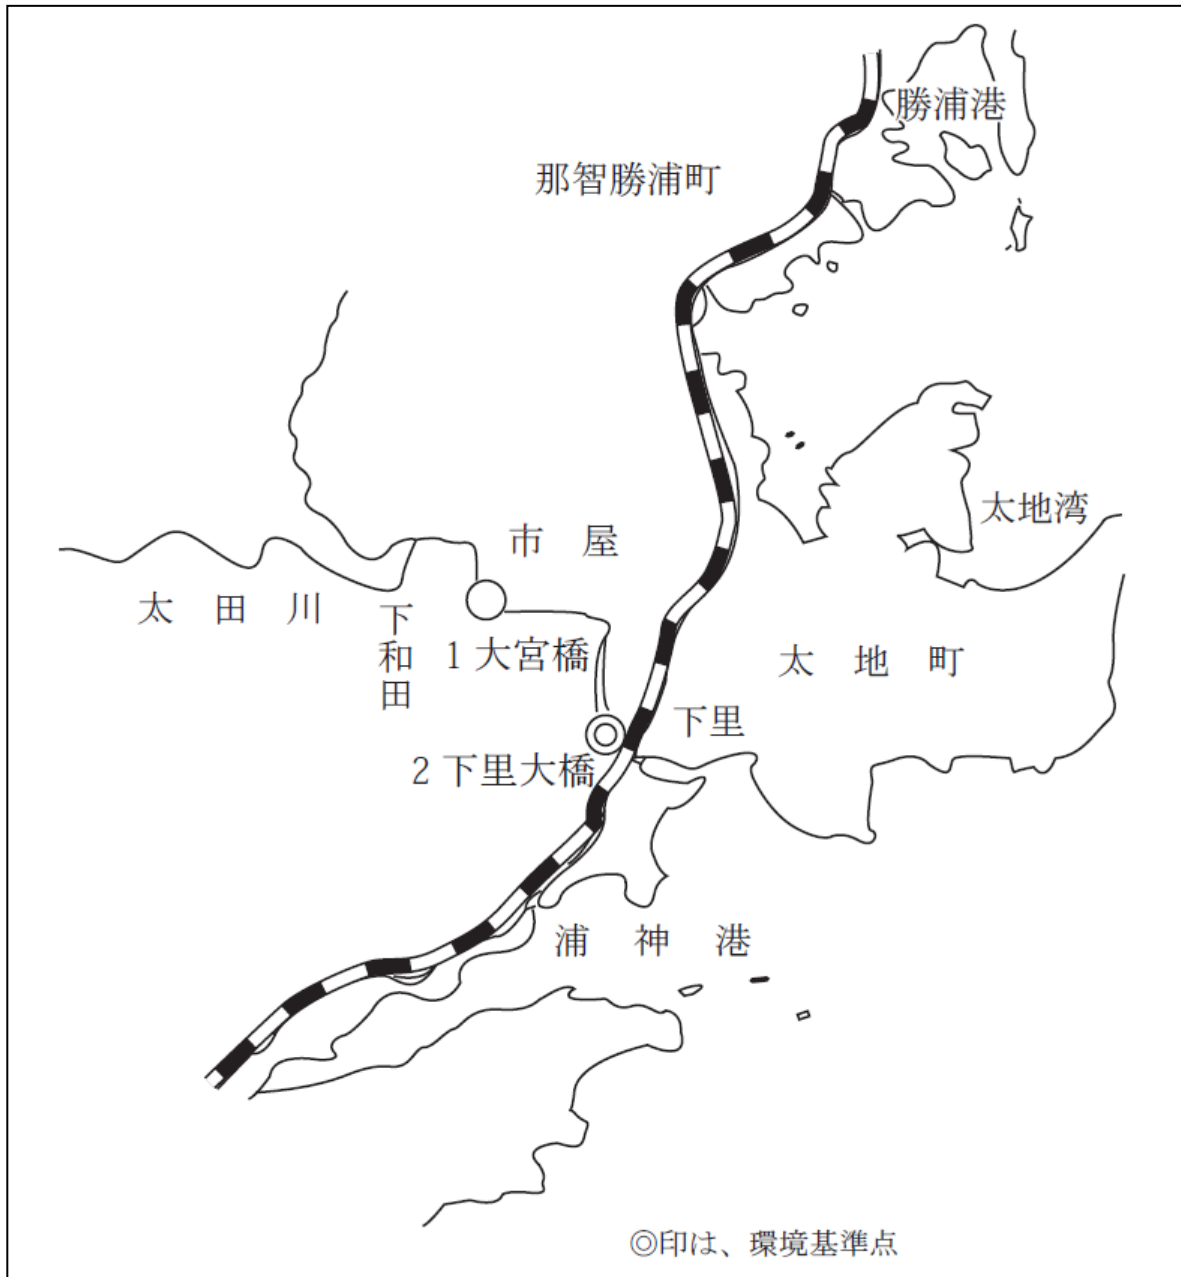 勝浦港
那智勝浦町
太地湾
市屋
太田川
下和田
1大宮橋
太地町
下里
2下里大橋
浦神港
◎印は、環境基準点